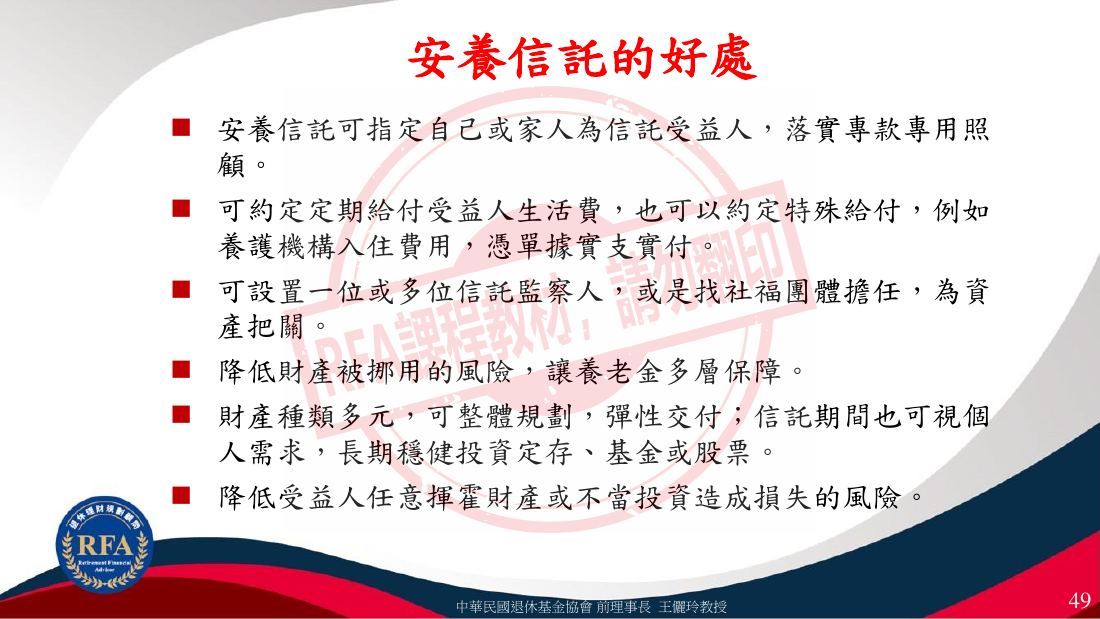 安養信託的好處
■ 安養信託可指定自己或家人為信託受益人，落實專款專用照
顧。
■ 可約定定期給付受益人生活費，也可以約定特殊給付，例如
養護機構入住費用，憑單據實支實付。
■ 可設置一位或多位信託監察人，或是找社福團體擔任，為資
產把關。
■ 降低財產被挪用的風險，讓養老金多層保障。
■ 財產種類多元，可整體規劃，彈性交付；信託期間也可視個
人需求，長期穩健投資定存、基金或股票。
■ 降低受益人任意揮霍財產或不當投資造成損失的風險。
RFA課程教材，請勿翻印
退休理財規劃顧問
RFA
Retirement Financial
Advisor
中華民國退休基金協會 前理事長 王儷玲教授
49